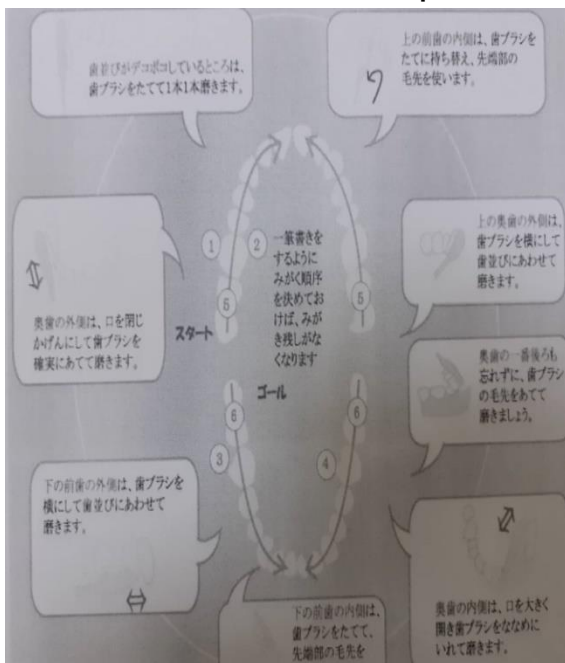 歯並びがデコボコしているところは、
歯ブラシをたてて1本1本磨きます。
上の前歯の内側は、歯ブラシを
たてに持ち替え、先端部の
毛先を使います。
上の奥歯の外側は、
歯ブラシを横にして
歯並びにあわせて
磨きます。
奥歯の外側は、口を閉じ
かげんにして歯ブラシを
確実にあてて磨きます。
①
②
一筆書きを
するように
みがく順序
を決めてお
けば、みが
き残しがな
くなります
⑤
⑤
スタート
ゴール
奥歯の一番後ろも
忘れずに、歯ブラシ
の毛先をあてて
磨きましょう。
⑥
⑥
③
④
下の前歯の外側は、歯ブラシを
横にして歯並びにあわせて
磨きます。
奥歯の内側は、口を大きく
開き歯ブラシをななめに
いれて磨きます。
下の前歯の内側は、
歯ブラシをたてて、
先端部の毛先を